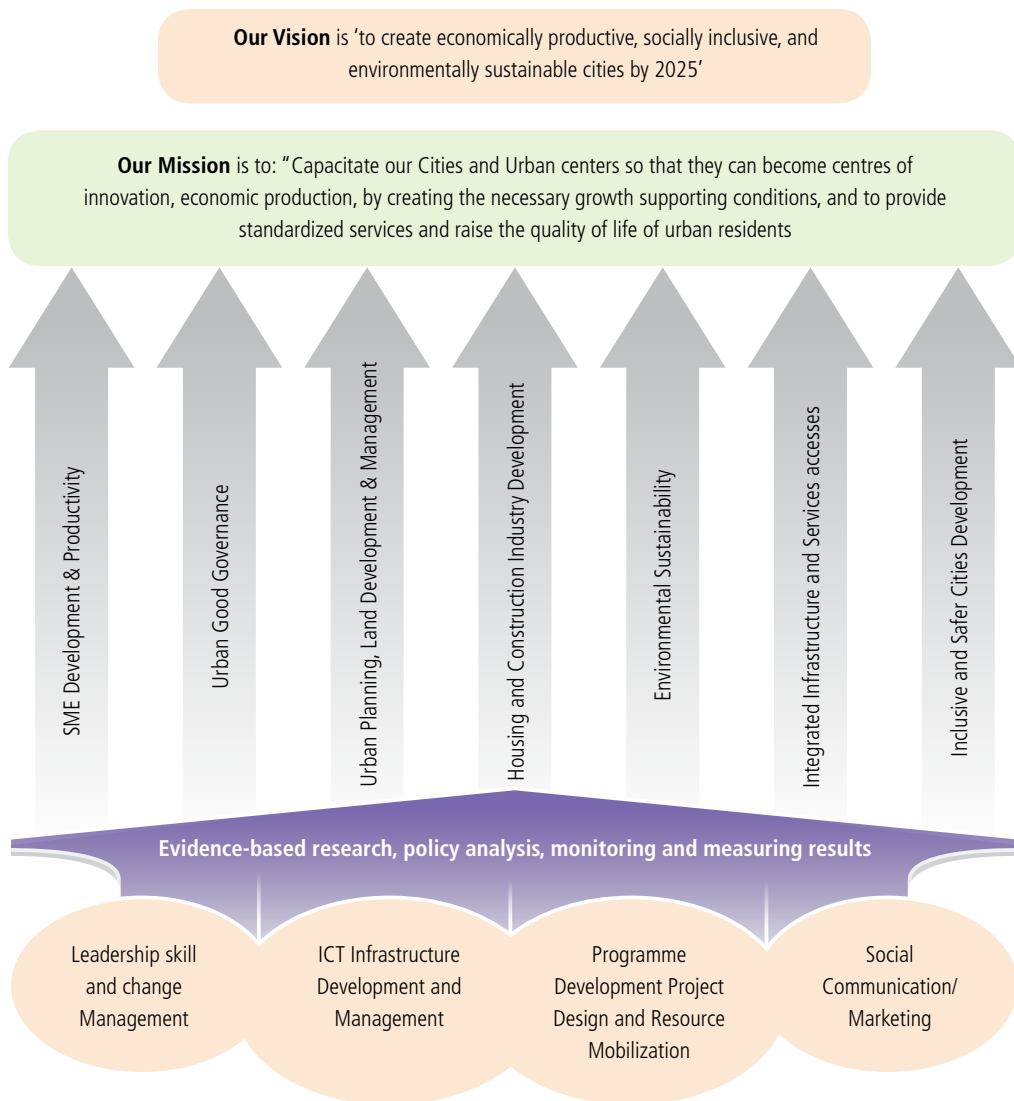 Our Vision is ‘to create economically productive, socially inclusive, and
environmentally sustainable cities by 2025’
Our Mission is to: “Capacitate our Cities and Urban centers so that they can become centres of
innovation, economic production, by creating the necessary growth supporting conditions, and to provide
standardized services and raise the quality of life of urban residents
SME Development & Productivity
Urban Good Governance
Urban Planning, Land Development & Management
Housing and Construction Industry Development
Environmental Sustainability
Integrated Infrastructure and Services accesses
Inclusive and Safer Cities Development
Evidence-based research, policy analysis, monitoring and measuring results
Leadership skill
and change
Management
ICT Infrastructure
Development and
Management
Programme
Development Project
Design and Resource
Mobilization
Social
Communication/
Marketing